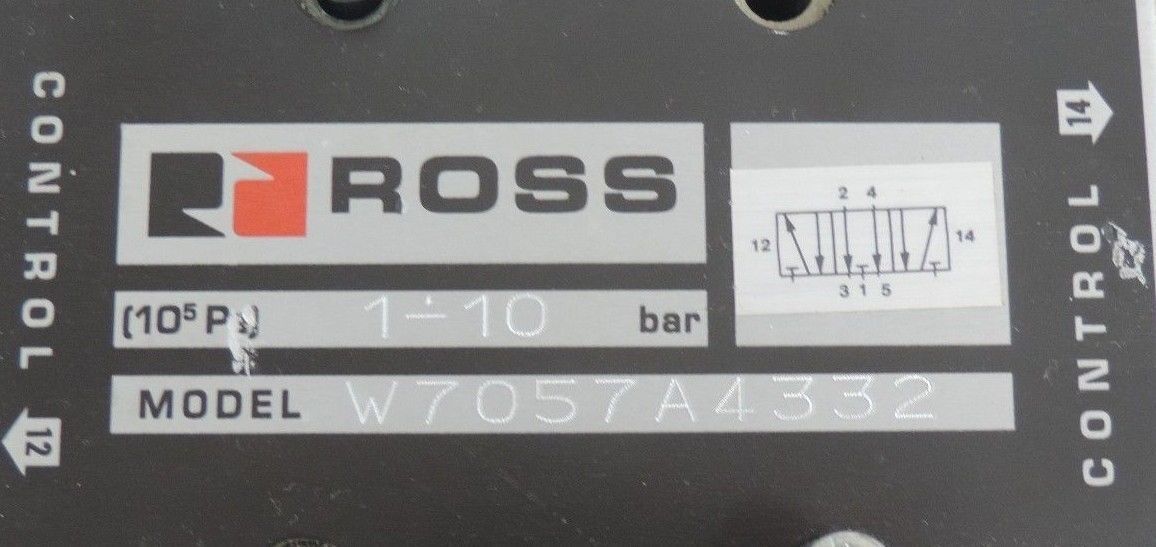 CONTROL
12
ROSS
2 4
12
14
3 1 5
(10⁵ Pa) 1÷10 bar
MODEL W7057A4332
14
CONTROL